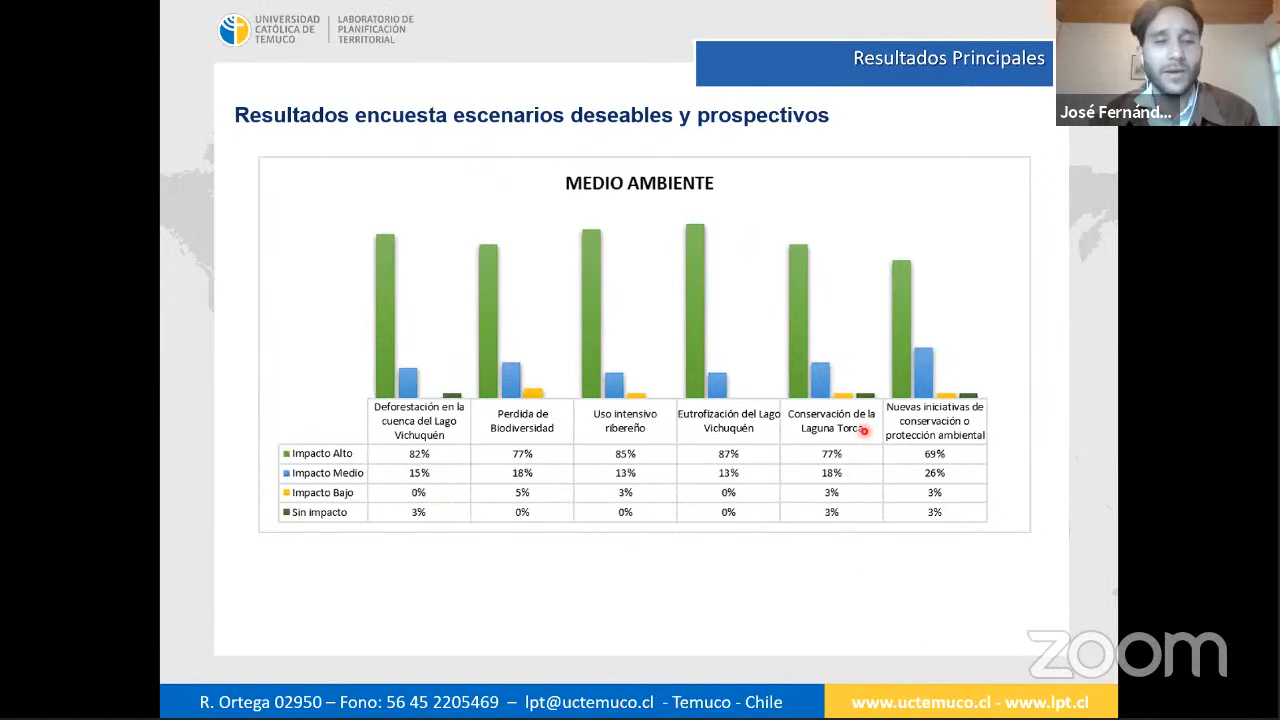 UNIVERSIDAD
CATÓLICA DE
TEMUCO
LABORATORIO DE
PLANIFICACIÓN
TERRITORIAL
Resultados Principales
José Fernánd...
Resultados encuesta escenarios deseables y prospectivos
MEDIO AMBIENTE
Deforestación en la
cuenca del Lago
Vichuquén
Perdida de
Biodiversidad
Uso intensivo
ribereño
Eutrofización del Lago
Vichuquén
Conservación de la
Laguna Torca
Nuevas iniciativas de
conservación o
protección ambiental
Impacto Alto 82% 77% 85% 87% 77% 69%
Impacto Medio 15% 18% 13% 13% 18% 26%
Impacto Bajo 0% 5% 3% 0% 3% 3%
Sin impacto 3% 0% 0% 0% 3% 3%
zoom
R. Ortega 02950 – Fono: 56 45 2205469 – lpt@uctemuco.cl - Temuco - Chile
www.uctemuco.cl - www.lpt.cl